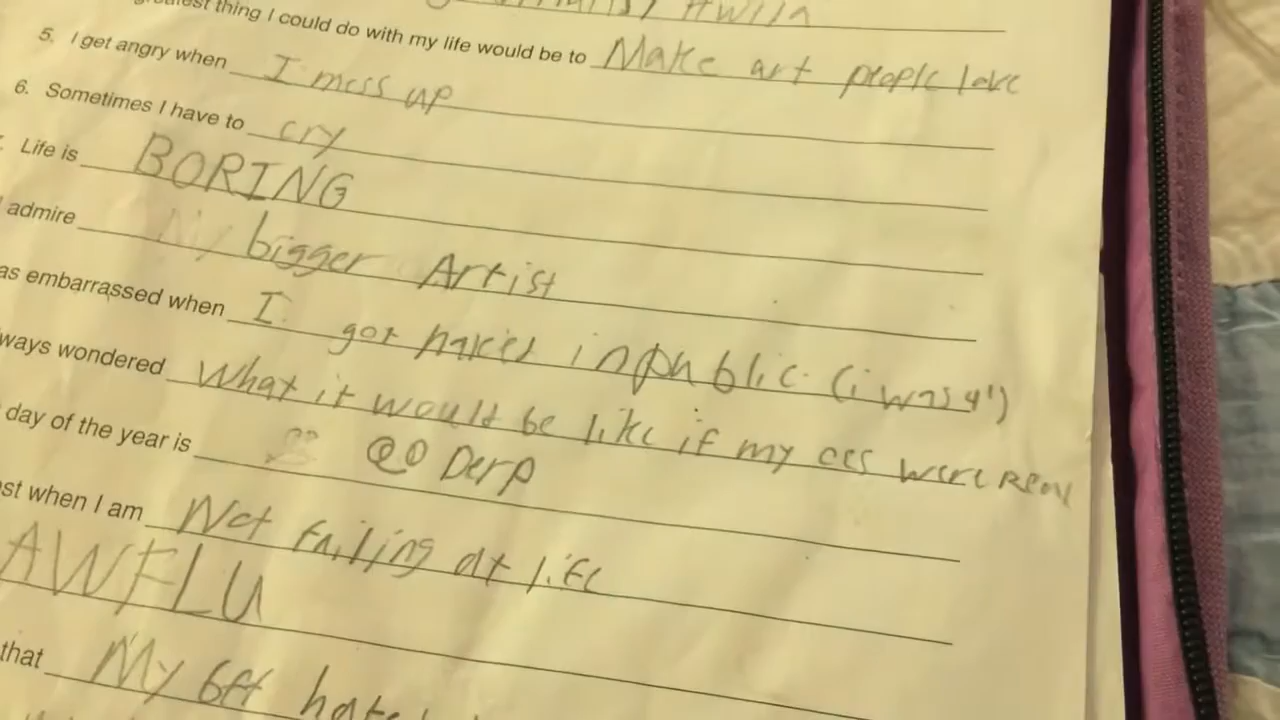 thing I could do with my life would be to Make art people love
5. I get angry when I mess up
6. Sometimes I have to cry
Life is BORING
admire My bigger Artist
as embarrassed when I got naked in public (i was 4')
ways wondered What it would be like if my ocs were Real
day of the year is @0 Derp
st when I am Not failing at life
AWFLU
that My bff hate